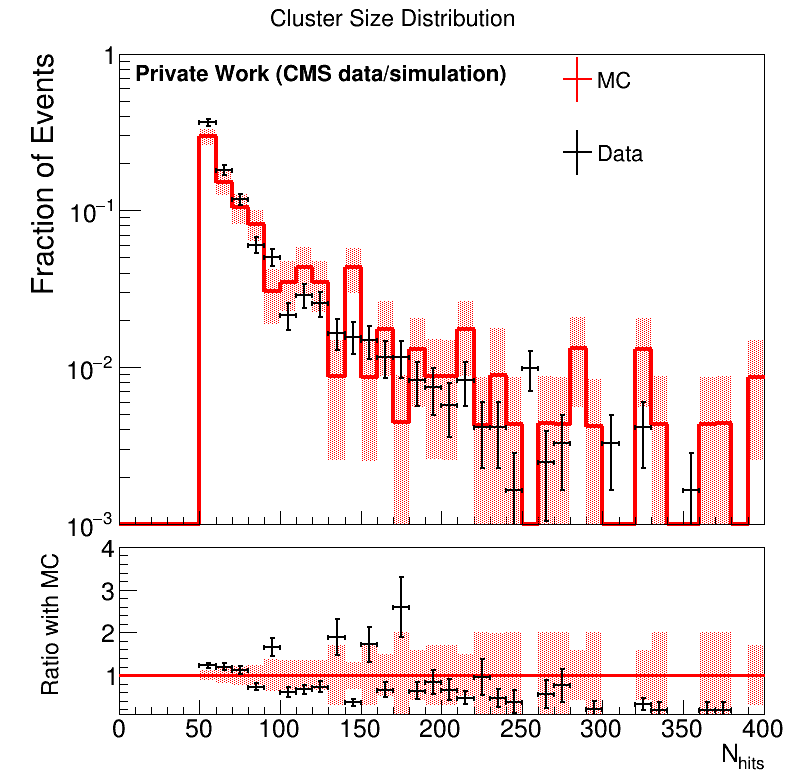 Cluster Size Distribution
Private Work (CMS data/simulation)
MC
Data
Fraction of Events
1
10⁻¹
10⁻²
10⁻³
Ratio with MC
4
3
2
1
0 50 100 150 200 250 300 350 400
N_hits